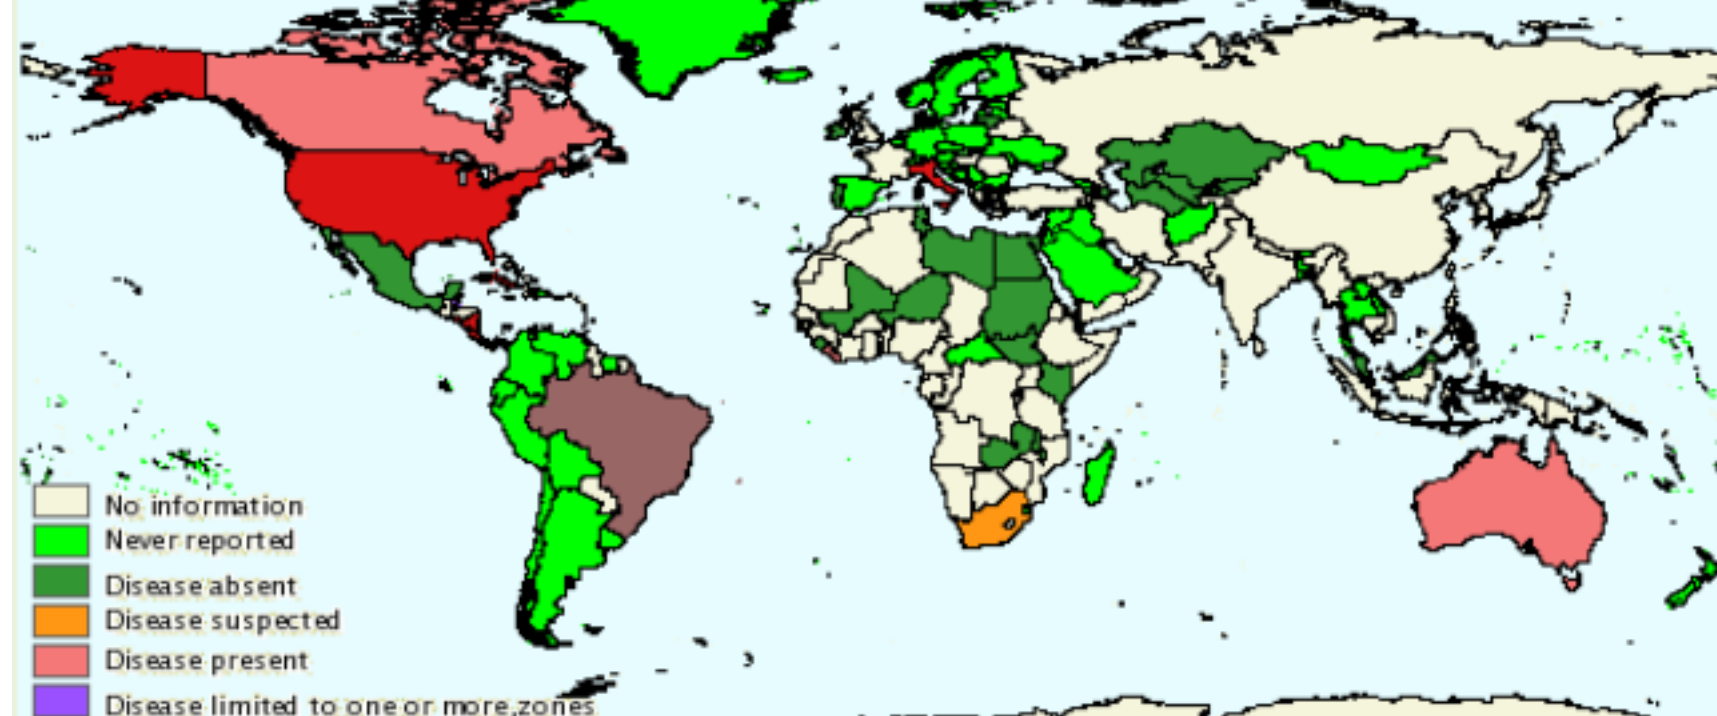 No information
Never reported
Disease absent
Disease suspected
Disease present
Disease limited to one or more,zones